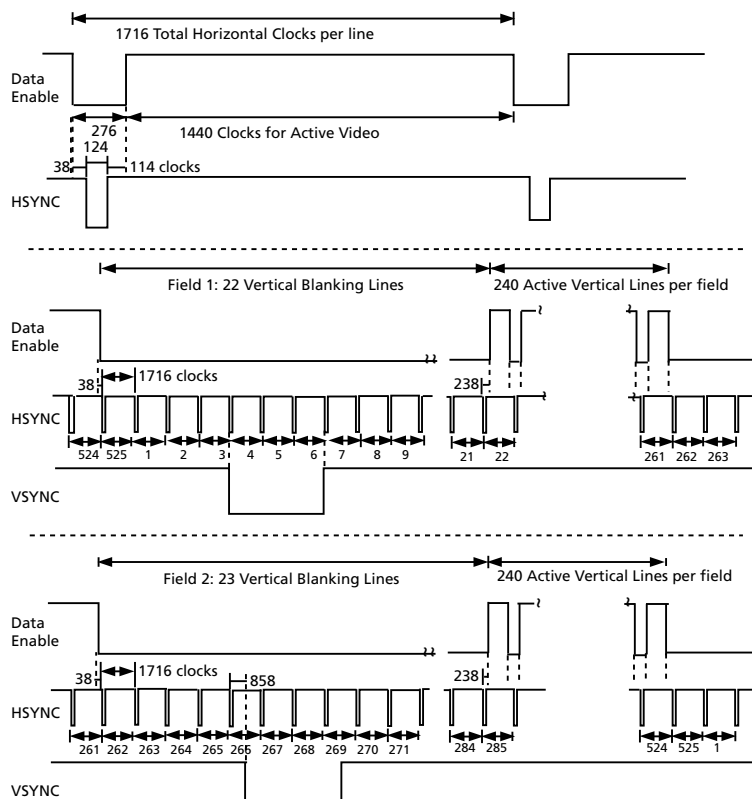 1716 Total Horizontal Clocks per line
Data
Enable
276
1440 Clocks for Active Video
124
38
114 clocks
HSYNC
Field 1: 22 Vertical Blanking Lines
240 Active Vertical Lines per field
Data
Enable
38
1716 clocks
238
HSYNC
524 525 1 2 3 4 5 6 7 8 9 21 22 261 262 263
VSYNC
Field 2: 23 Vertical Blanking Lines
240 Active Vertical Lines per field
Data
Enable
38
1716 clocks
858
238
HSYNC
261 262 263 264 265 266 267 268 269 270 271 284 285 524 525 1
VSYNC